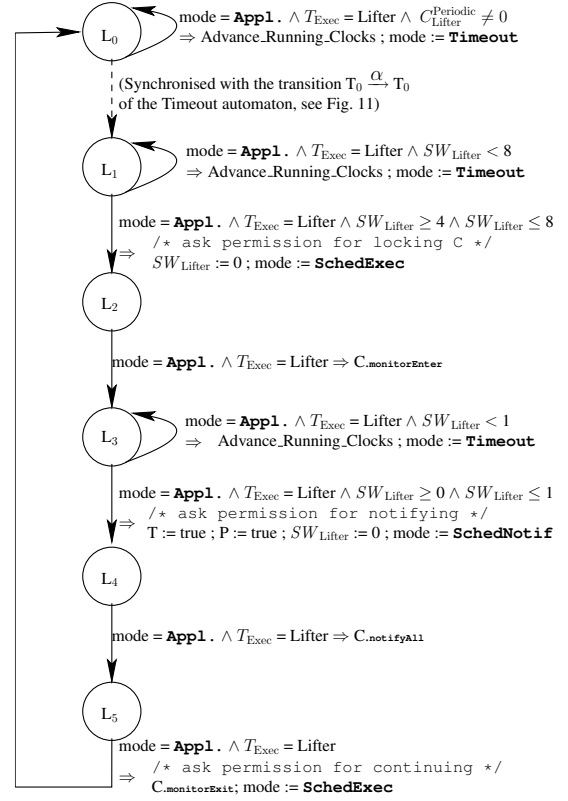 L₀
mode = Appl. ∧ T_Exec = Lifter ∧ C_Lifter^Periodic ≠ 0
⇒ Advance_Running_Clocks ; mode := Timeout
(Synchronised with the transition T₀ —α→ T₀
of the Timeout automaton, see Fig. 11)
L₁
mode = Appl. ∧ T_Exec = Lifter ∧ SW_Lifter < 8
⇒ Advance_Running_Clocks ; mode := Timeout
mode = Appl. ∧ T_Exec = Lifter ∧ SW_Lifter ≥ 4 ∧ SW_Lifter ≤ 8
⇒ /* ask permission for locking C */
SW_Lifter := 0 ; mode := SchedExec
L₂
mode = Appl. ∧ T_Exec = Lifter ⇒ C.monitorEnter
L₃
mode = Appl. ∧ T_Exec = Lifter ∧ SW_Lifter < 1
⇒ Advance_Running_Clocks ; mode := Timeout
mode = Appl. ∧ T_Exec = Lifter ∧ SW_Lifter ≥ 0 ∧ SW_Lifter ≤ 1
⇒ /* ask permission for notifying */
T := true ; P := true ; SW_Lifter := 0 ; mode := SchedNotif
L₄
mode = Appl. ∧ T_Exec = Lifter ⇒ C.notifyAll
L₅
mode = Appl. ∧ T_Exec = Lifter
⇒ /* ask permission for continuing */
C.monitorExit; mode := SchedExec